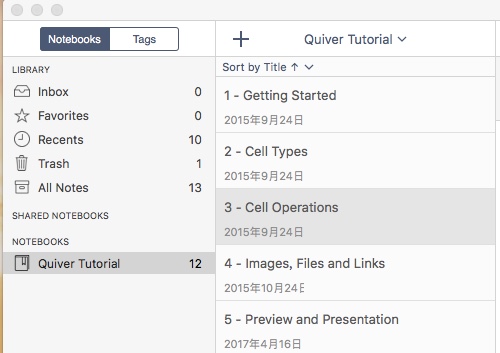 Notebooks Tags
Quiver Tutorial
LIBRARY
Inbox 0
Favorites 0
Recents 10
Trash 1
All Notes 13
SHARED NOTEBOOKS
NOTEBOOKS
Quiver Tutorial 12
Sort by Title ↑
1 - Getting Started
2015年9月24日
2 - Cell Types
2015年9月24日
3 - Cell Operations
2015年9月24日
4 - Images, Files and Links
2015年10月24日
5 - Preview and Presentation
2017年4月16日